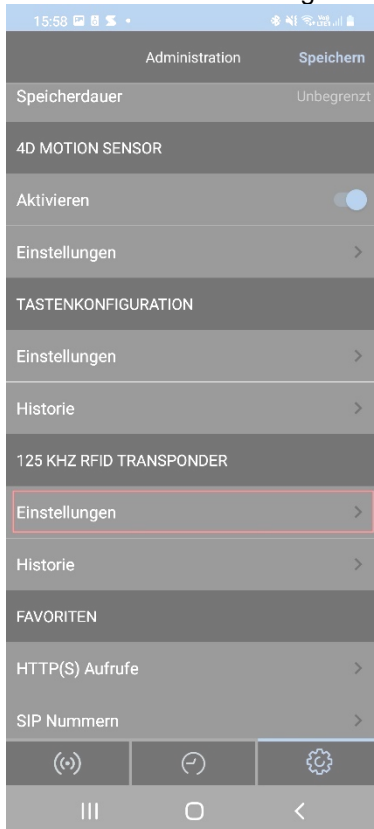 15:58
Administration Speichern
Speicherdauer Unbegrenzt
4D MOTION SENSOR
Aktivieren
Einstellungen
TASTENKONFIGURATION
Einstellungen
Historie
125 KHZ RFID TRANSPONDER
Einstellungen
Historie
FAVORITEN
HTTP(S) Aufrufe
SIP Nummern